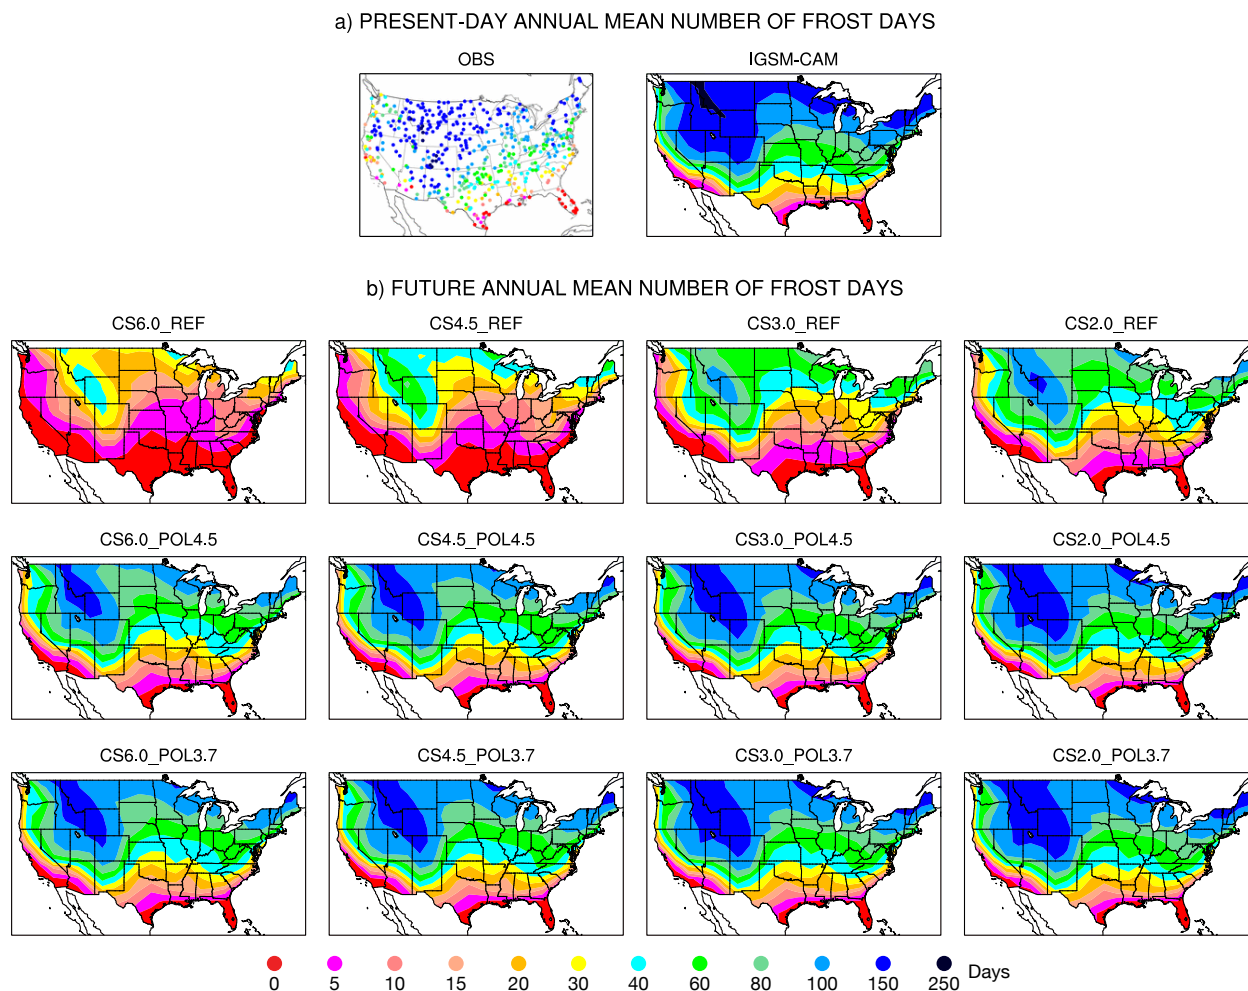 a) PRESENT-DAY ANNUAL MEAN NUMBER OF FROST DAYS
OBS IGSM-CAM
b) FUTURE ANNUAL MEAN NUMBER OF FROST DAYS
CS6.0_REF CS4.5_REF CS3.0_REF CS2.0_REF
CS6.0_POL4.5 CS4.5_POL4.5 CS3.0_POL4.5 CS2.0_POL4.5
CS6.0_POL3.7 CS4.5_POL3.7 CS3.0_POL3.7 CS2.0_POL3.7
0 5 10 15 20 30 40 60 80 100 150 250 Days